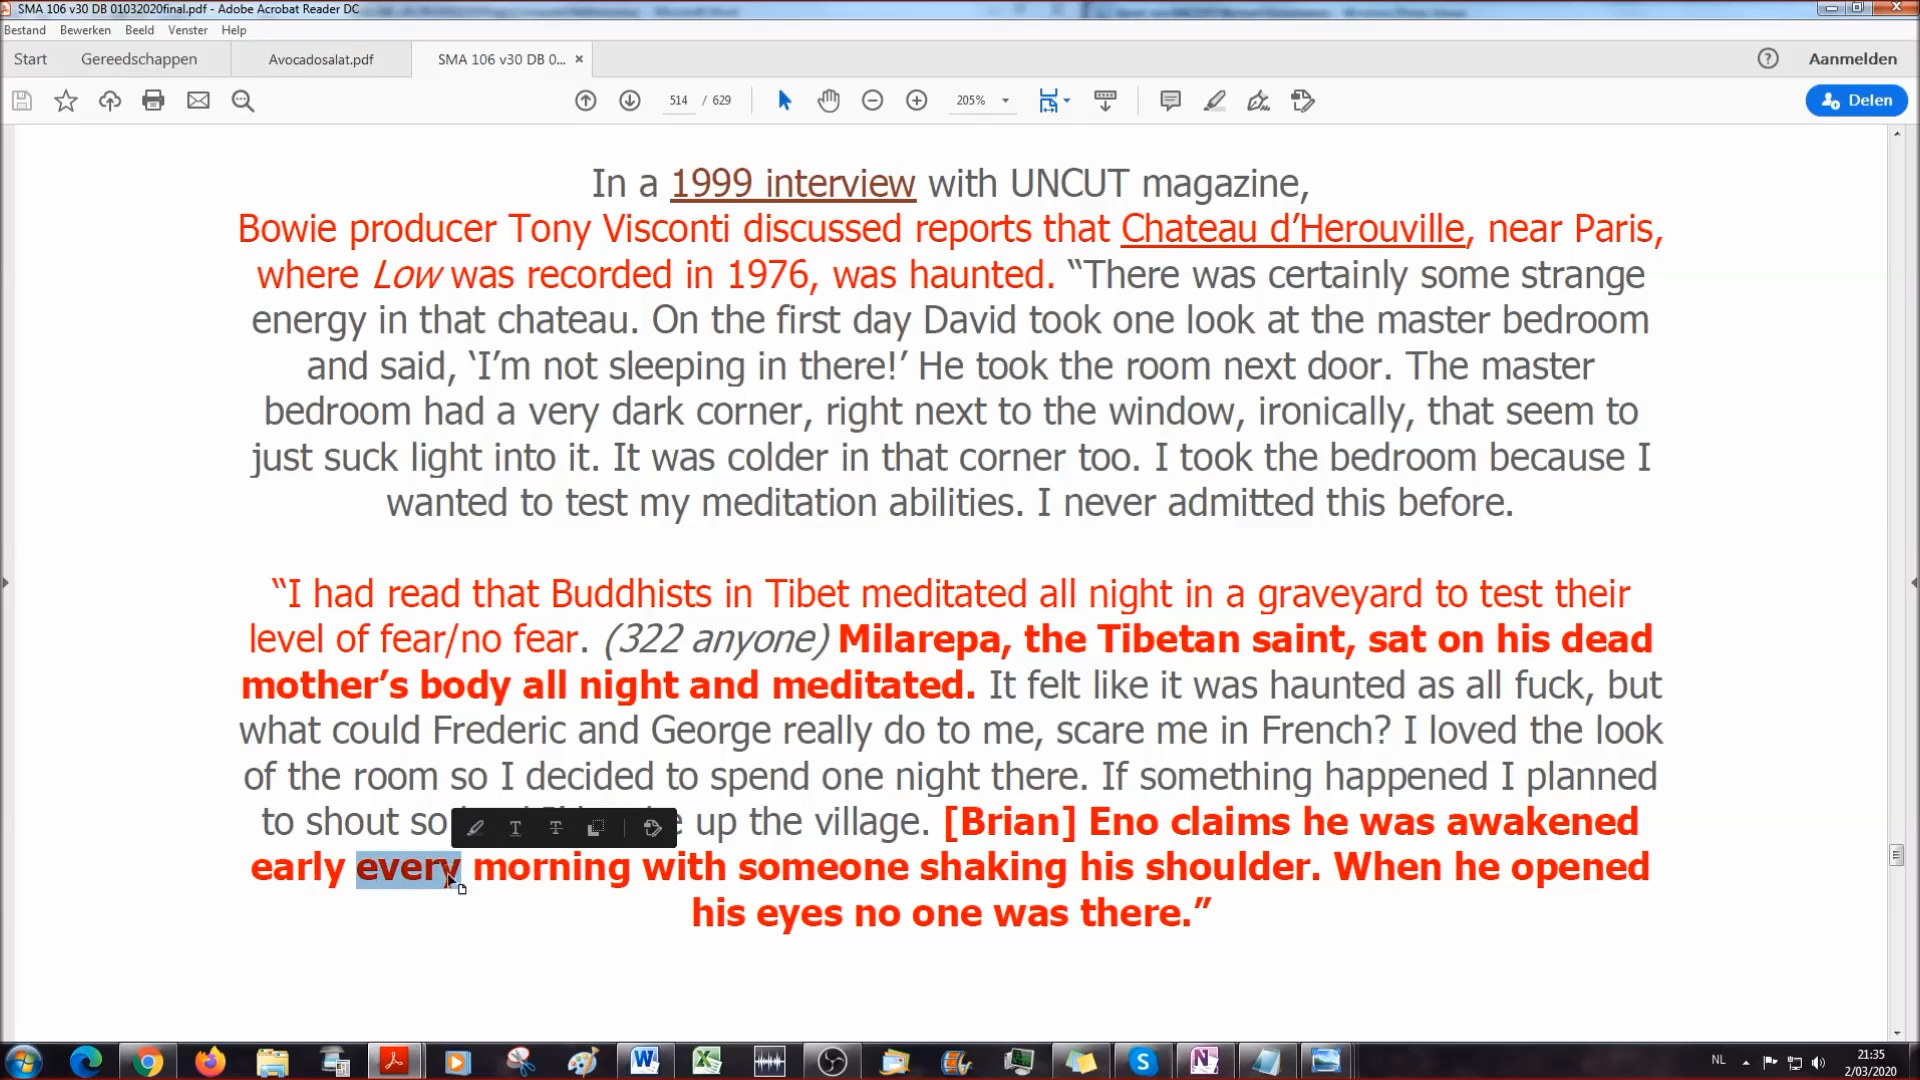 SMA 106 v30 DB 01032020final.pdf - Adobe Acrobat Reader DC
Bestand Bewerken Beeld Venster Help
Start Gereedschappen Avocadosalat.pdf SMA 106 v30 DB 0... Aanmelden
514 / 629 205% Delen
In a 1999 interview with UNCUT magazine,
Bowie producer Tony Visconti discussed reports that Chateau d’Herouville, near Paris,
where Low was recorded in 1976, was haunted. “There was certainly some strange
energy in that chateau. On the first day David took one look at the master bedroom
and said, ‘I’m not sleeping in there!’ He took the room next door. The master
bedroom had a very dark corner, right next to the window, ironically, that seem to
just suck light into it. It was colder in that corner too. I took the bedroom because I
wanted to test my meditation abilities. I never admitted this before.
“I had read that Buddhists in Tibet meditated all night in a graveyard to test their
level of fear/no fear. (322 anyone) Milarepa, the Tibetan saint, sat on his dead
mother’s body all night and meditated. It felt like it was haunted as all fuck, but
what could Frederic and George really do to me, scare me in French? I loved the look
of the room so I decided to spend one night there. If something happened I planned
to shout so up the village. [Brian] Eno claims he was awakened
early every morning with someone shaking his shoulder. When he opened
his eyes no one was there.”
NL 21:35
2/03/2020